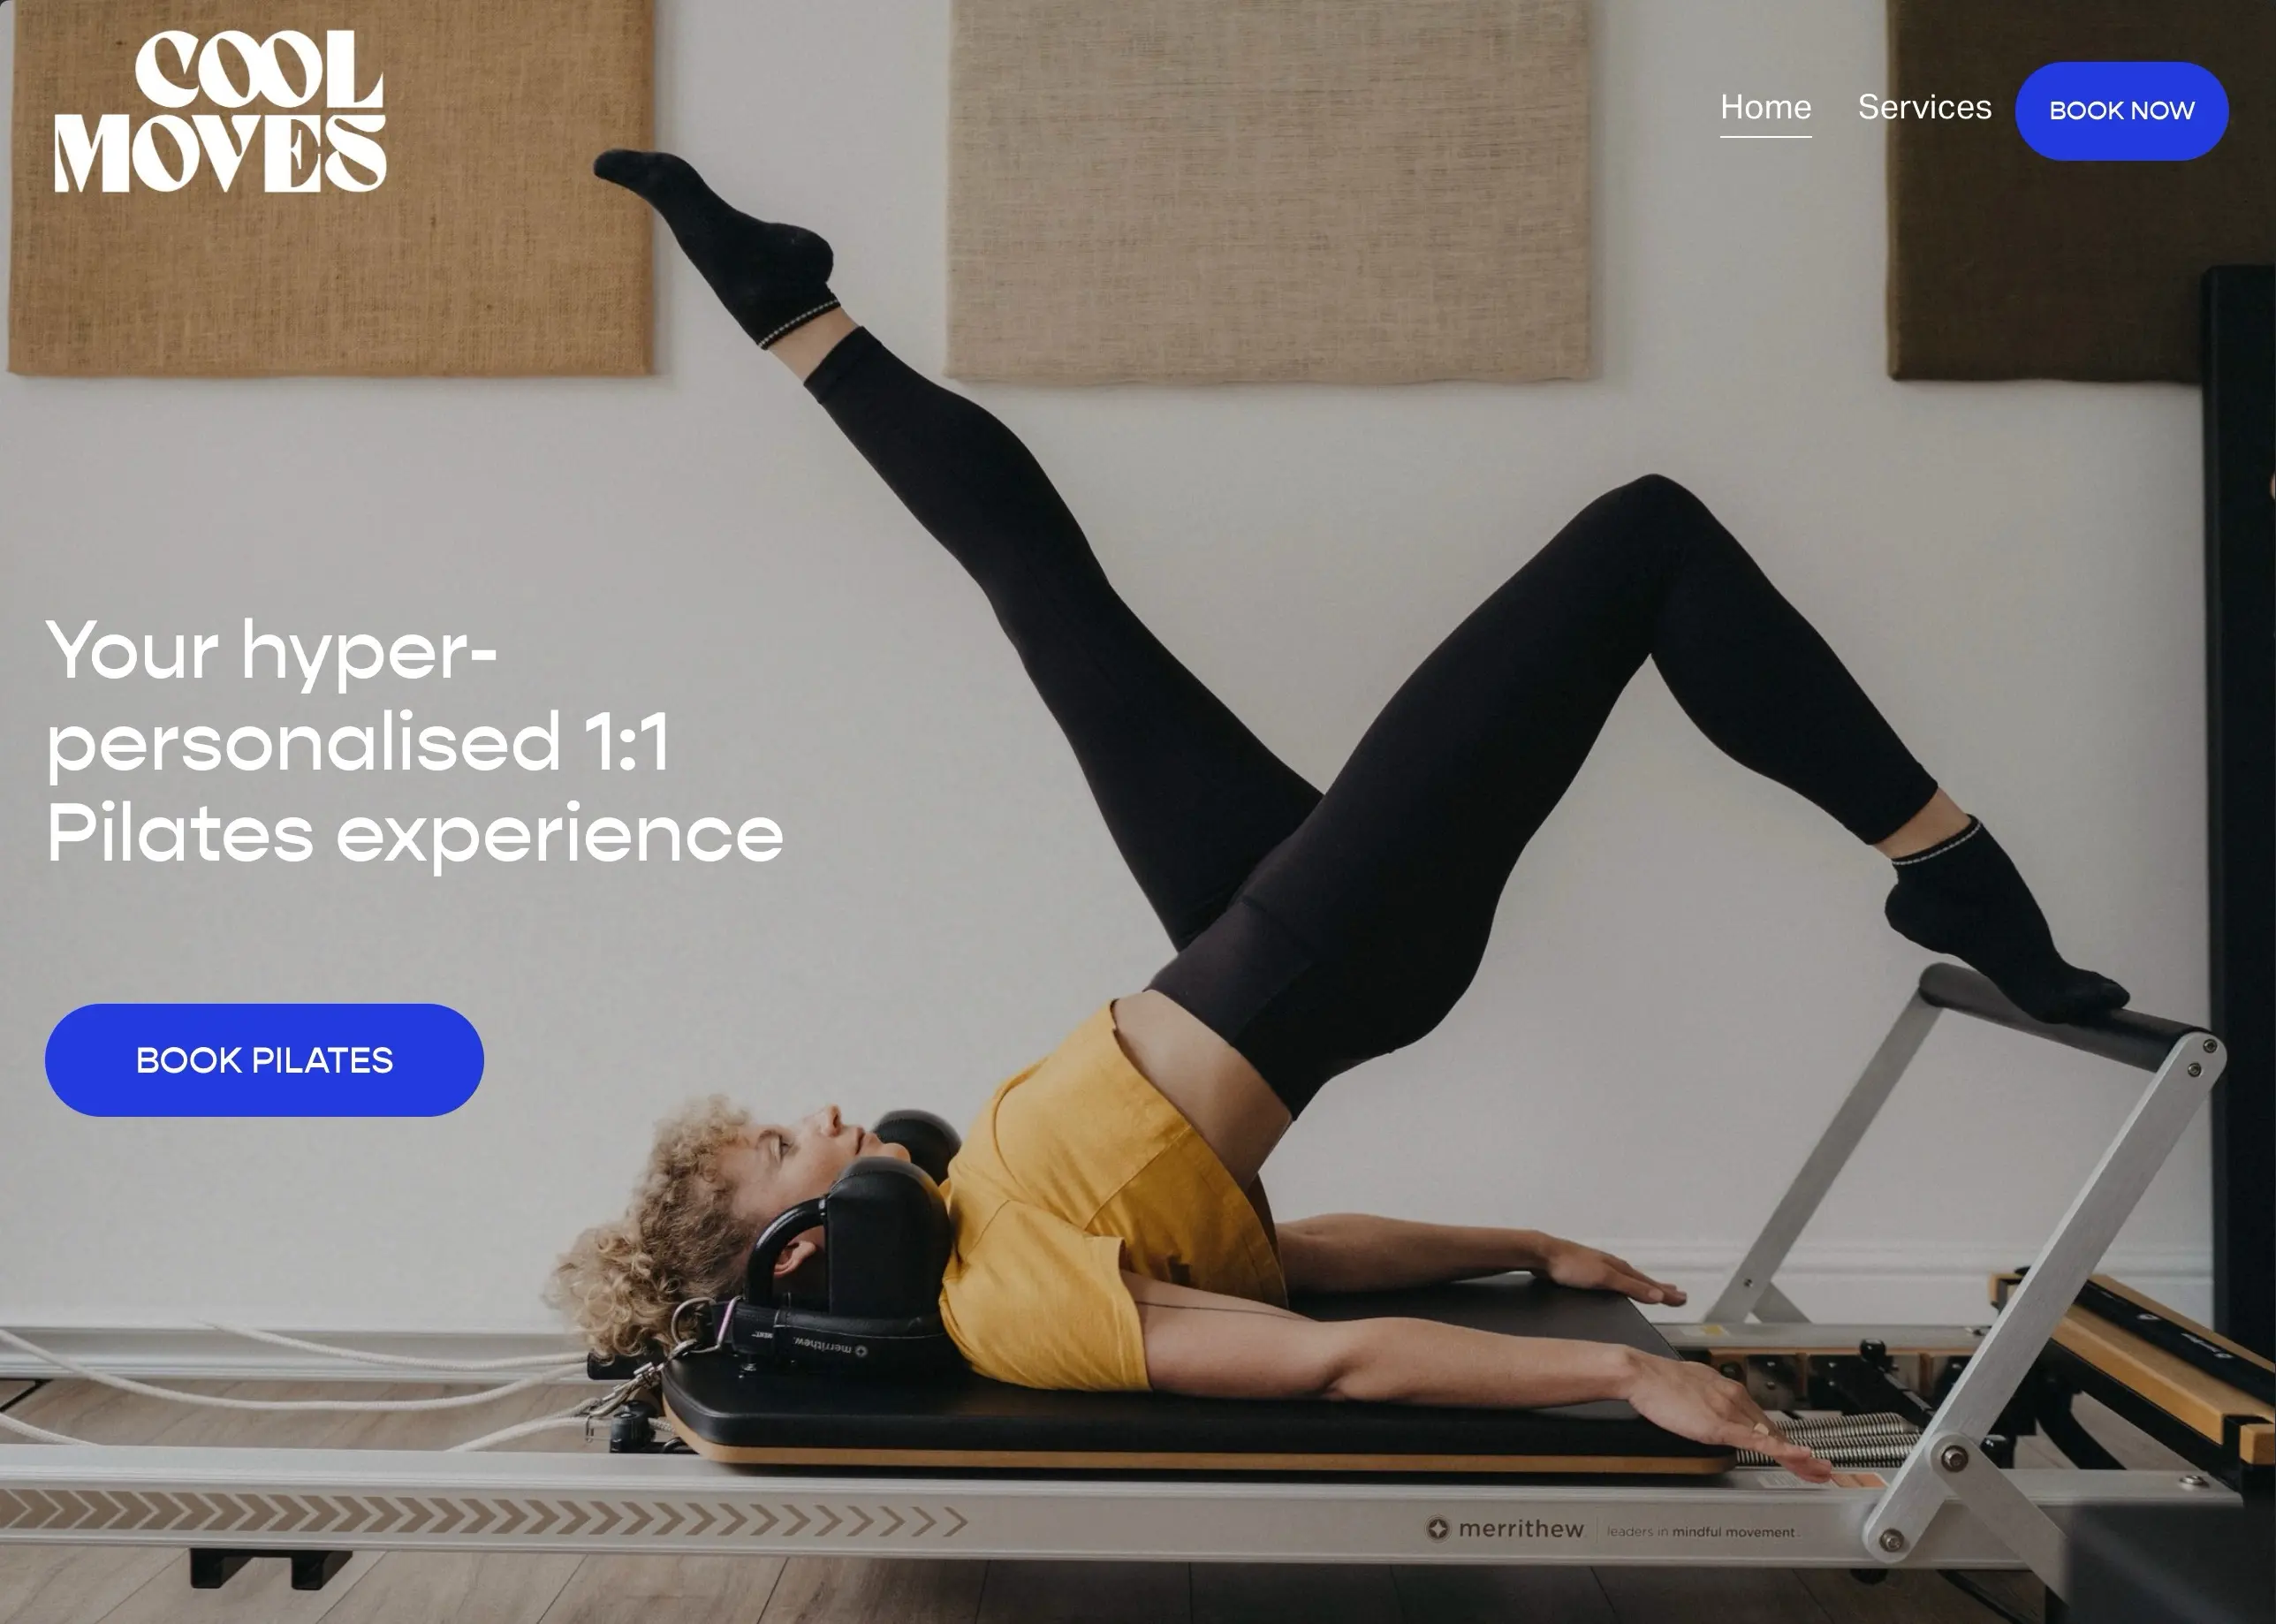 COOL
MOVES
Home
Services
BOOK NOW
Your hyper-
personalised 1:1
Pilates experience
BOOK PILATES
merrithew
merrithew leaders in mindful movement.